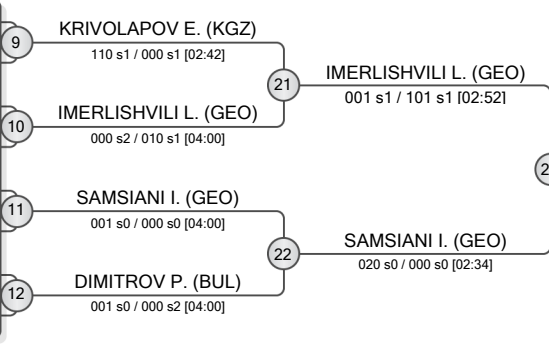 9
KRIVOLAPOV E. (KGZ)
110 s1 / 000 s1 [02:42]
21
IMERLISHVILI L. (GEO)
001 s1 / 101 s1 [02:52]
10
IMERLISHVILI L. (GEO)
000 s2 / 010 s1 [04:00]
11
SAMSIANI I. (GEO)
001 s0 / 000 s0 [04:00]
22
SAMSIANI I. (GEO)
020 s0 / 000 s0 [02:34]
12
DIMITROV P. (BUL)
001 s0 / 000 s2 [04:00]